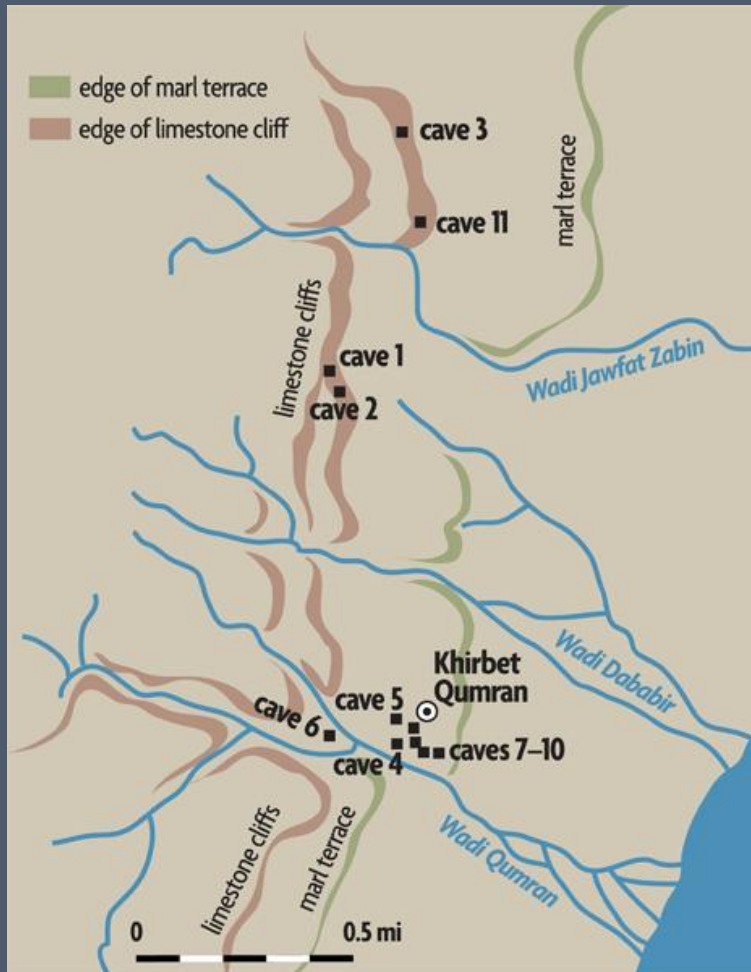 edge of marl terrace
edge of limestone cliff
cave 3
marl terrace
cave 11
limestone cliffs
cave 1
cave 2
Wadi Jawfat Zabin
Wadi Dababir
Khirbet
Qumran
cave 5
cave 6
cave 4
caves 7–10
Wadi Qumran
limestone cliffs
marl terrace
0
0.5 mi